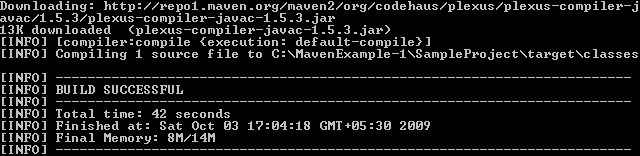 Downloading: http://repo1.maven.org/maven2/org/codehaus/plexus/plexus-compiler-j
avac/1.5.3/plexus-compiler-javac-1.5.3.jar
13K downloaded  (plexus-compiler-javac-1.5.3.jar)
[INFO] [compiler:compile {execution: default-compile}]
[INFO] Compiling 1 source file to C:\MavenExample-1\SampleProject\target\classes
[INFO] ------------------------------------------------------------------------
[INFO] BUILD SUCCESSFUL
[INFO] ------------------------------------------------------------------------
[INFO] Total time: 42 seconds
[INFO] Finished at: Sat Oct 03 17:04:18 GMT+05:30 2009
[INFO] Final Memory: 8M/14M
[INFO] ------------------------------------------------------------------------